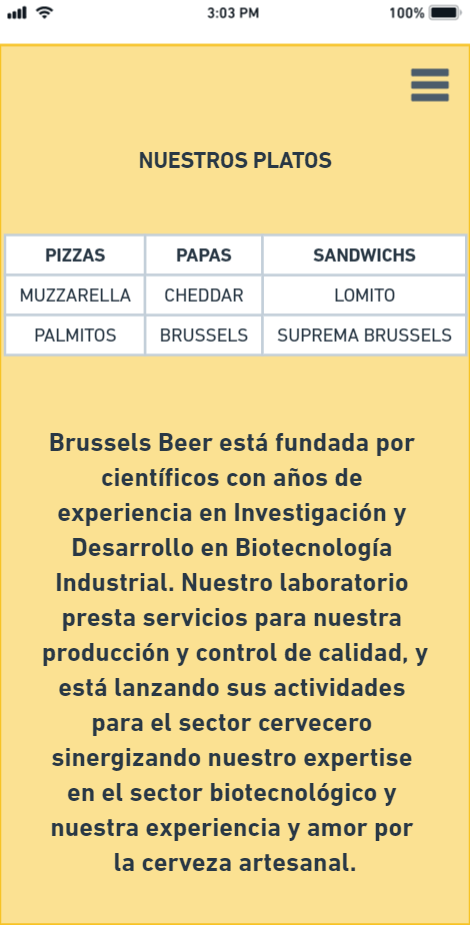 3:03 PM 100%
NUESTROS PLATOS
PIZZAS PAPAS SANDWICHS
MUZZARELLA CHEDDAR LOMITO
PALMITOS BRUSSELS SUPREMA BRUSSELS
Brussels Beer está fundada por
científicos con años de
experiencia en Investigación y
Desarrollo en Biotecnología
Industrial. Nuestro laboratorio
presta servicios para nuestra
producción y control de calidad, y
está lanzando sus actividades
para el sector cervecero
sinergizando nuestro expertise
en el sector biotecnológico y
nuestra experiencia y amor por
la cerveza artesanal.